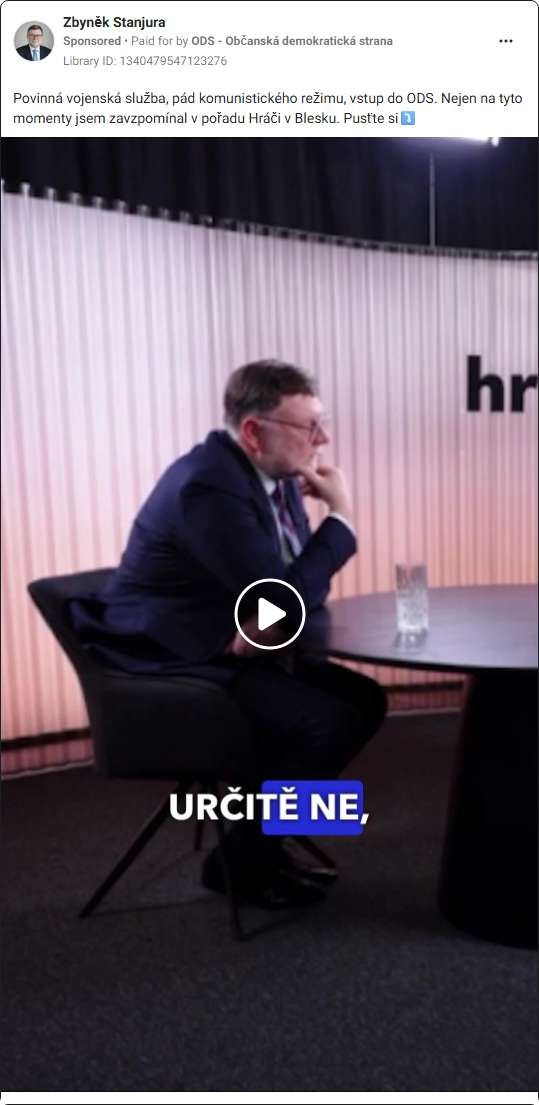 Zbyněk Stanjura
Sponsored • Paid for by ODS - Občanská demokratická strana
Library ID: 1340479547123276
Povinná vojenská služba, pád komunistického režimu, vstup do ODS. Nejen na tyto
momenty jsem zavzpomínal v pořadu Hráči v Blesku. Pusťte si⤵️
hr
URČITĚ NE,